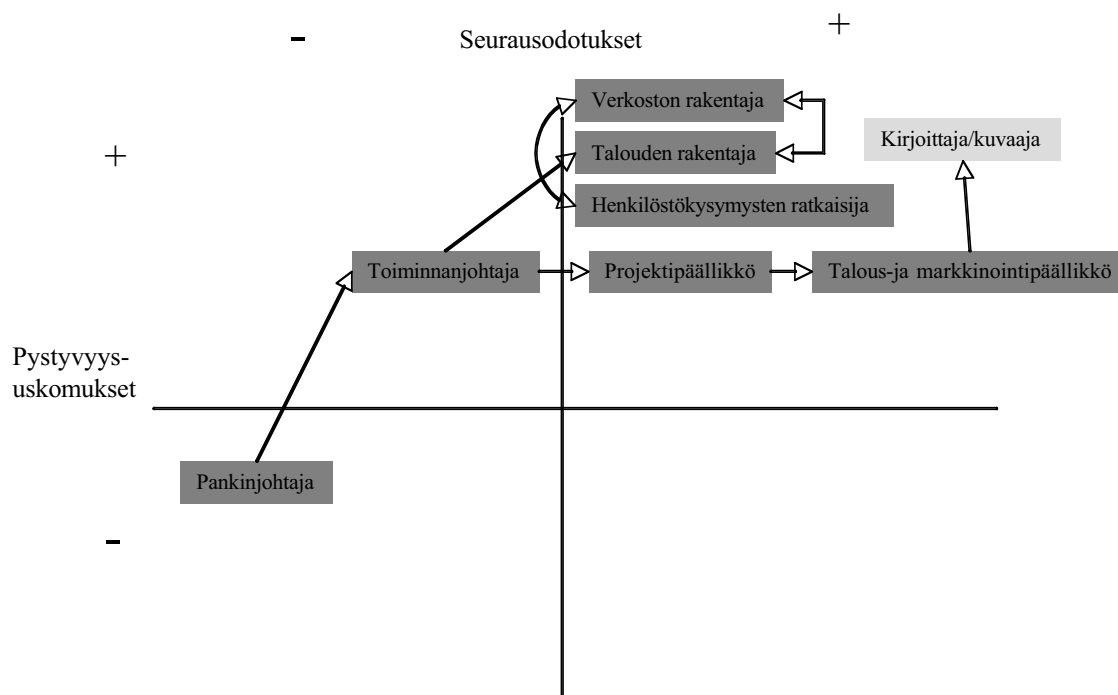 -
+
Seurausodotukset
Verkoston rakentaja
+
Kirjoittaja/kuvaaja
Talouden rakentaja
Henkilöstökysymysten ratkaisija
Toiminnanjohtaja
Projektipäällikkö
Talous-ja markkinointipäällikkö
Pystyvyys-
uskomukset
Pankinjohtaja
-